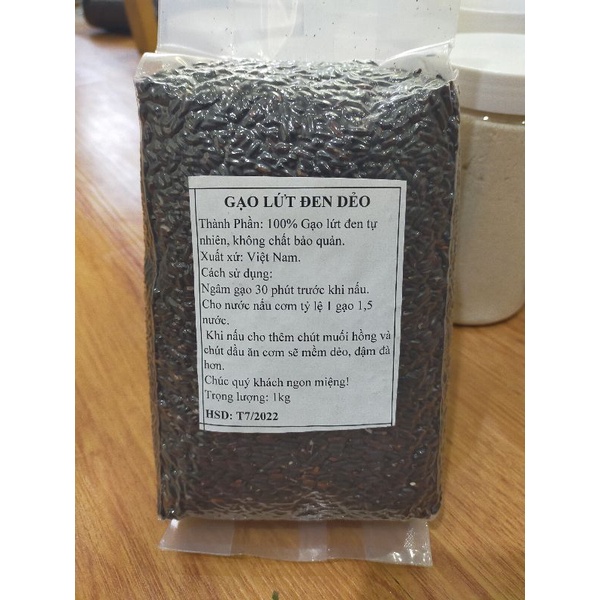 GẠO LỨT ĐEN DẺO
Thành Phần: 100% Gạo lứt đen tự
nhiên, không chất bảo quản.
Xuất xứ: Việt Nam.
Cách sử dụng:
Ngâm gạo 30 phút trước khi nấu.
Cho nước nấu cơm tỷ lệ 1 gạo 1,5
nước.
Khi nấu cho thêm chút muối hồng và
chút dầu ăn cơm sẽ mềm dẻo, đậm đà
hơn.
Chúc quý khách ngon miệng!
Trọng lượng: 1kg
HSD: T7/2022